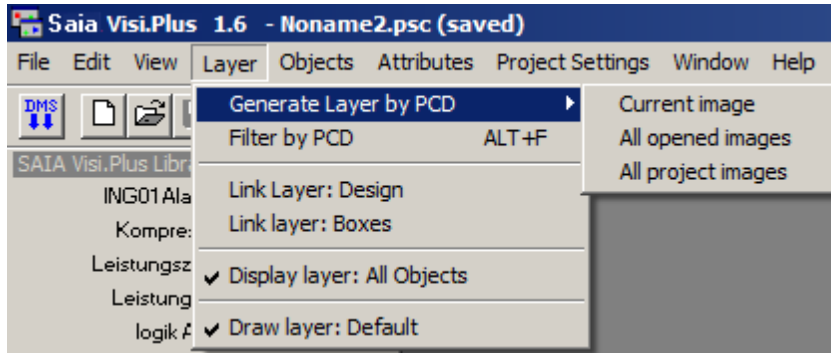 Saia Visi.Plus 1.6 - Noname2.psc (saved)
File Edit View Layer Objects Attributes Project Settings Window Help
DMS
Generate Layer by PCD
Current image
Filter by PCD ALT+F
All opened images
All project images
SAIA Visi.Plus
ING01
Link Layer: Design
Link layer: Boxes
Display layer: All Objects
logik
Draw layer: Default